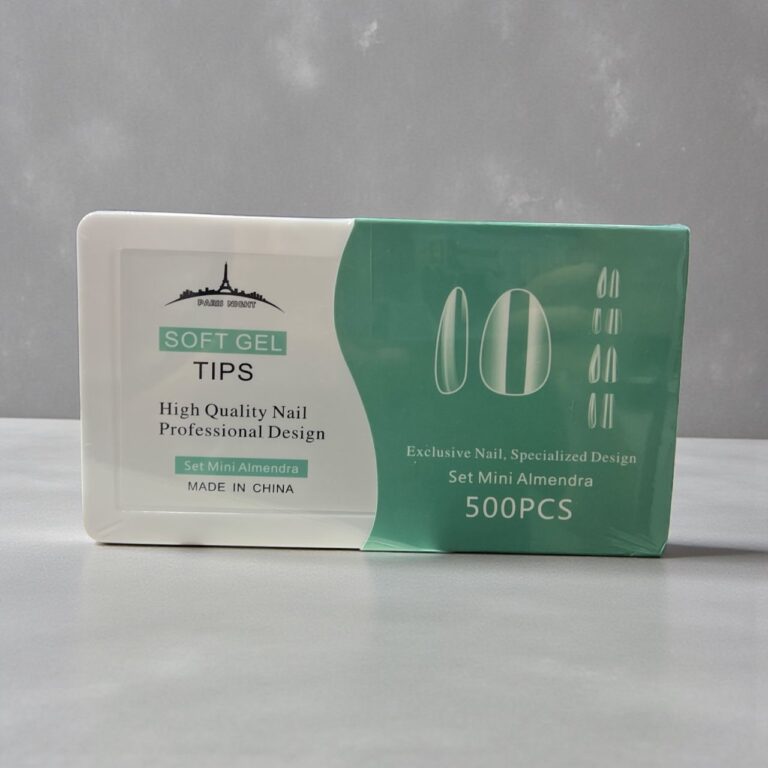 PARIS NIGHT
SOFT GEL
TIPS
High Quality Nail
Professional Design
Set Mini Almendra
MADE IN CHINA
Exclusive Nail, Specialized Design
Set Mini Almendra
500PCS